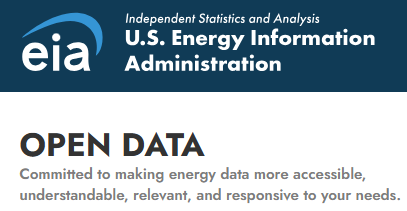 eia
Independent Statistics and Analysis
U.S. Energy Information
Administration
OPEN DATA
Committed to making energy data more accessible,
understandable, relevant, and responsive to your needs.